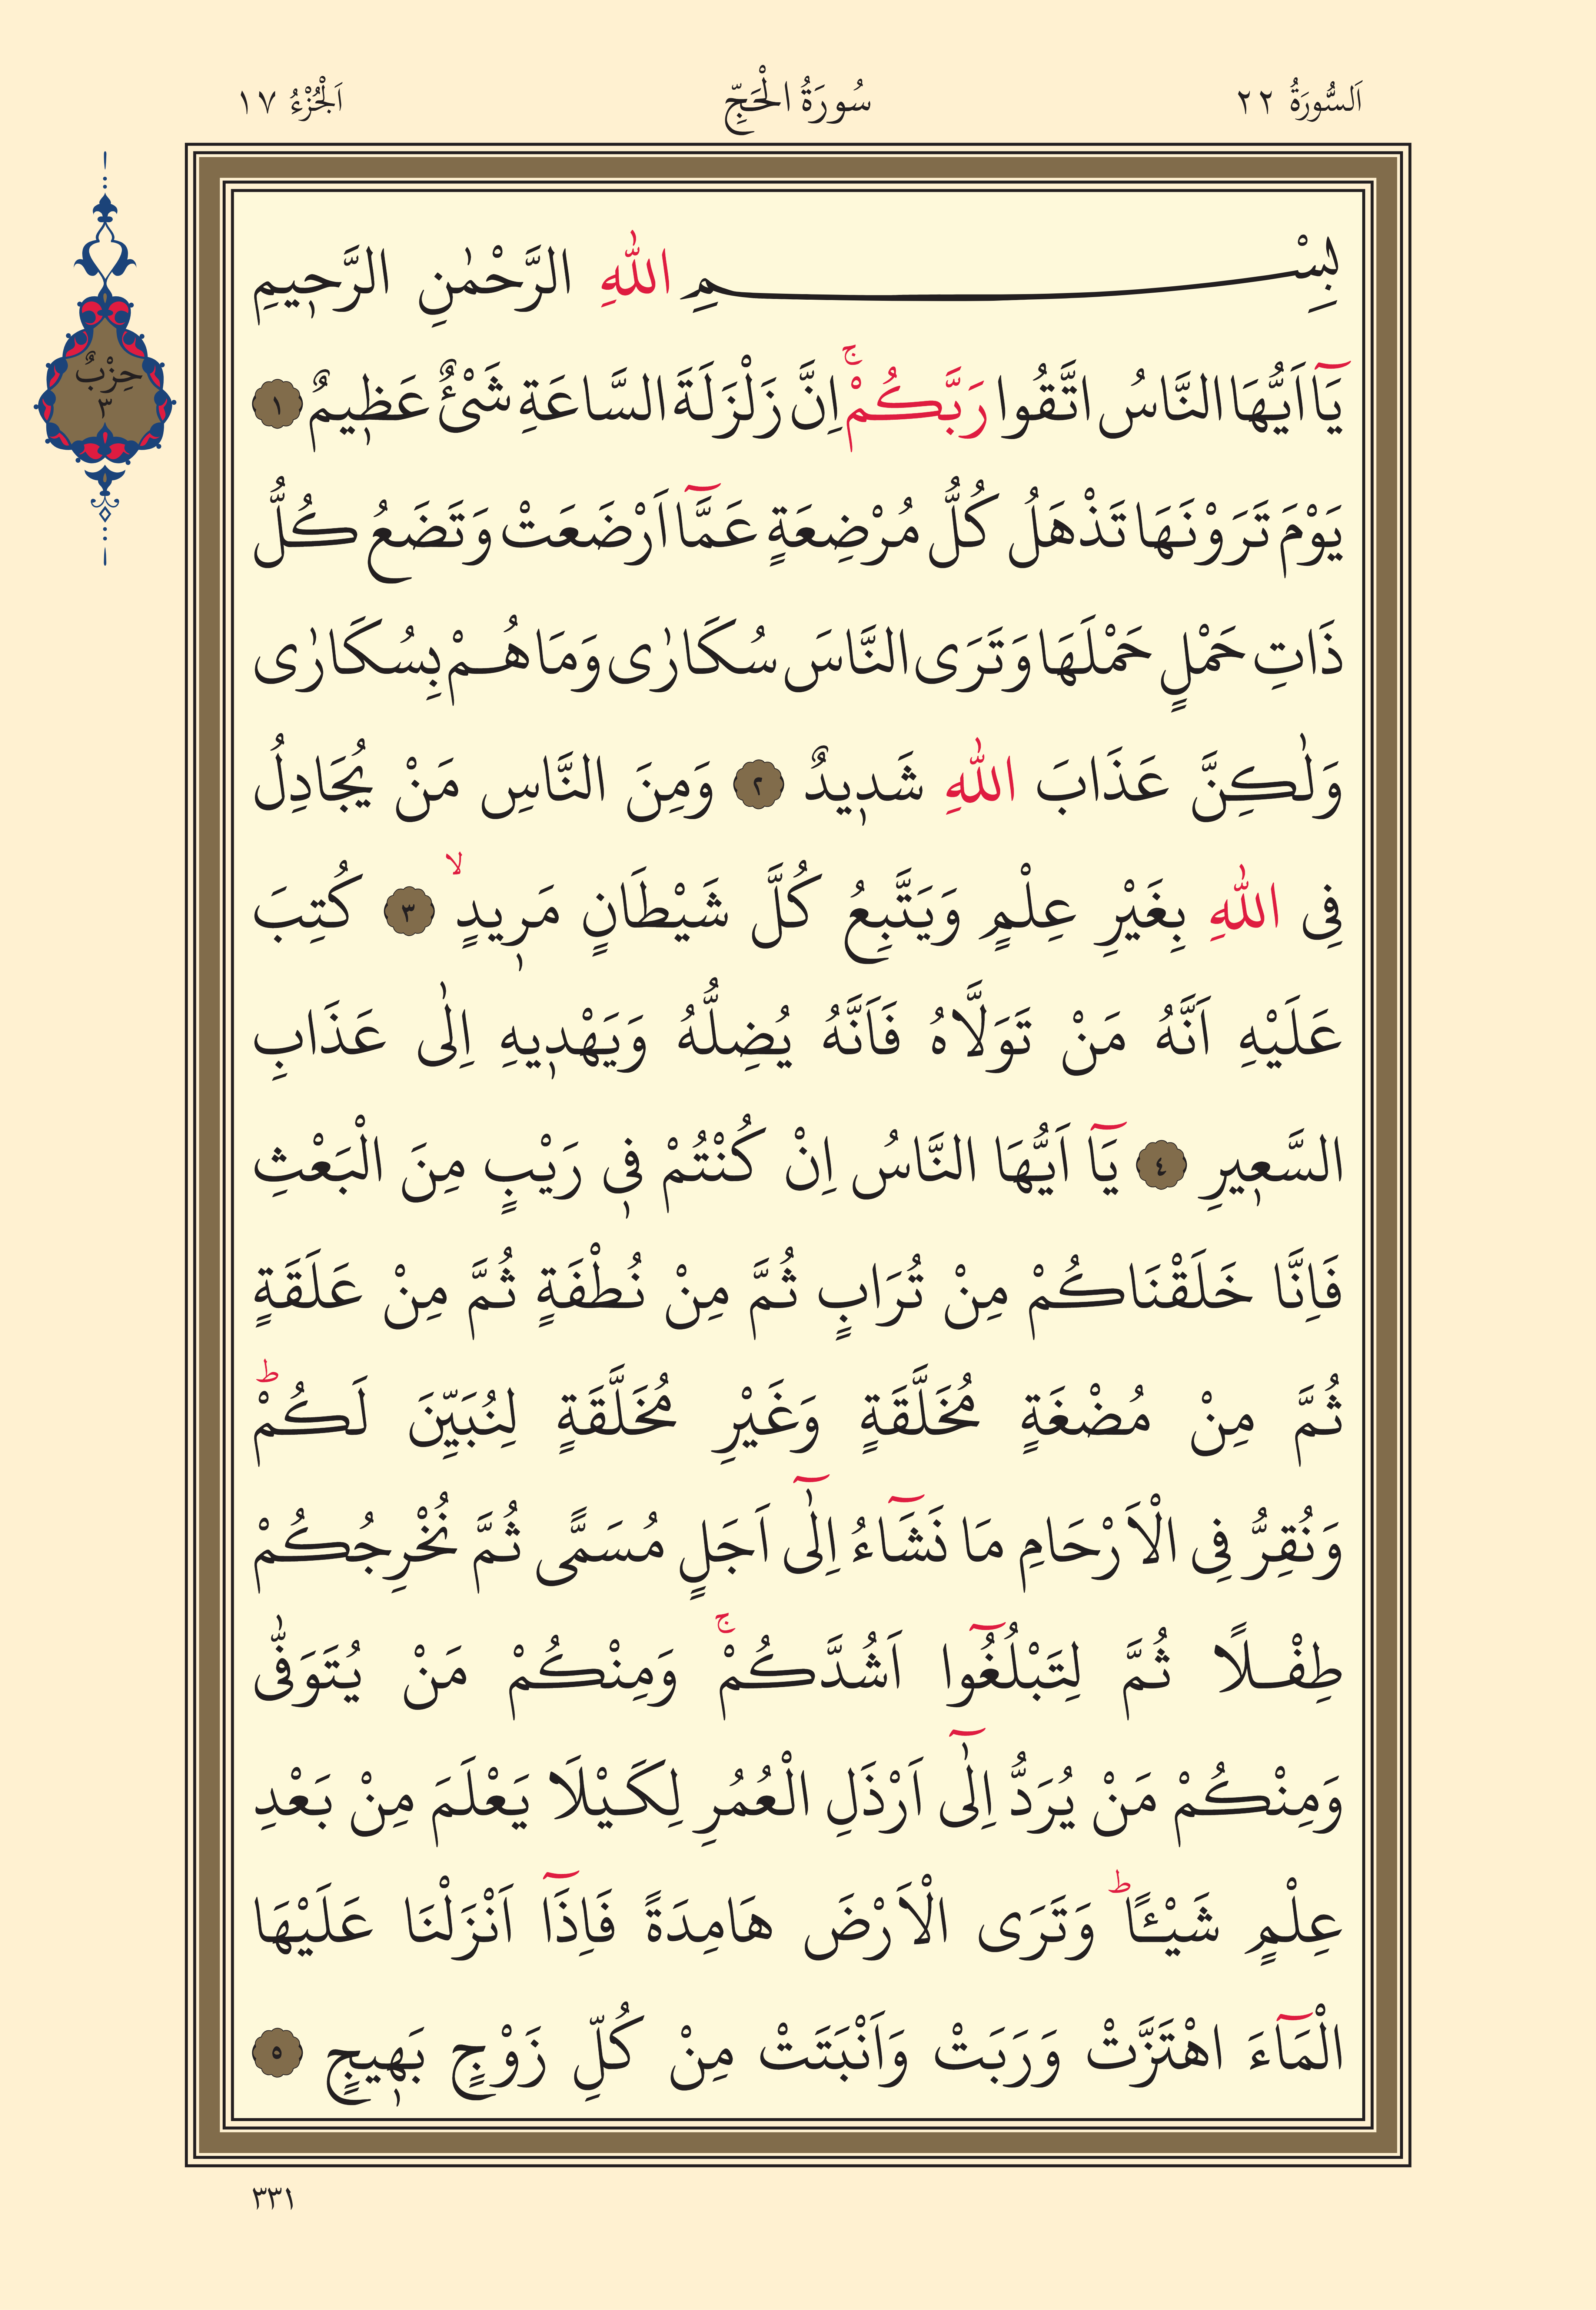 اَلسُّورَةُ ٢٢ سُورَةُ الْحَجِّ اَلْجُزْءُ ١٧
بِسْـــــــــــــــمِ اللّٰهِ الرَّحْمٰنِ الرَّحٖيمِ
يَٓا اَيُّهَا النَّاسُ اتَّقُوا رَبَّكُمْۚ اِنَّ زَلْزَلَةَ السَّاعَةِ شَيْءٌ عَظٖيمٌ ١
حِزْبٌ
٣
يَوْمَ تَرَوْنَهَا تَذْهَلُ كُلُّ مُرْضِعَةٍ عَمَّٓا اَرْضَعَتْ وَتَضَعُ كُلُّ
ذَاتِ حَمْلٍ حَمْلَهَا وَتَرَى النَّاسَ سُكَارٰى وَمَا هُمْ بِسُكَارٰى
وَلٰكِنَّ عَذَابَ اللّٰهِ شَدٖيدٌ ٢ وَمِنَ النَّاسِ مَنْ يُجَادِلُ
فِى اللّٰهِ بِغَيْرِ عِلْمٍ وَيَتَّبِعُ كُلَّ شَيْطَانٍ مَرٖيدٍۙ ٣ كُتِبَ
عَلَيْهِ اَنَّهُ مَنْ تَوَلَّاهُ فَاَنَّهُ يُضِلُّهُ وَيَهْدٖيهِ اِلٰى عَذَابِ
السَّعٖيرِ ٤ يَٓا اَيُّهَا النَّاسُ اِنْ كُنْتُمْ فٖى رَيْبٍ مِنَ الْبَعْثِ
فَاِنَّا خَلَقْنَاكُمْ مِنْ تُرَابٍ ثُمَّ مِنْ نُطْفَةٍ ثُمَّ مِنْ عَلَقَةٍ
ثُمَّ مِنْ مُضْغَةٍ مُخَلَّقَةٍ وَغَيْرِ مُخَلَّقَةٍ لِنُبَيِّنَ لَكُمْؕ
وَنُقِرُّ فِى الْاَرْحَامِ مَا نَشَٓاءُ اِلٰٓى اَجَلٍ مُسَمًّى ثُمَّ نُخْرِجُكُمْ
طِفْـلًا ثُمَّ لِتَبْلُغُٓوا اَشُدَّكُمْۚ وَمِنْكُمْ مَنْ يُتَوَفّٰى
وَمِنْكُمْ مَنْ يُرَدُّ اِلٰٓى اَرْذَلِ الْعُمُرِ لِكَيْلَا يَعْلَمَ مِنْ بَعْدِ
عِلْمٍ شَيْـًٔاؕ وَتَرَى الْاَرْضَ هَامِدَةً فَاِذَٓا اَنْزَلْنَا عَلَيْهَا
الْمَٓاءَ اهْتَزَّتْ وَرَبَتْ وَاَنْبَتَتْ مِنْ كُلِّ زَوْجٍ بَهٖيجٍ ٥
٣٣١